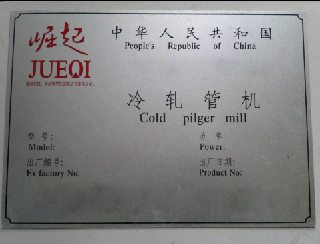 崛起
JUEQI
中华人民共和国
People's Republic of China
冷轧管机
Cold pilger mill
型号: 功率
Model: Power:
出厂编号: 出厂日期:
Ex factory No: Product No: